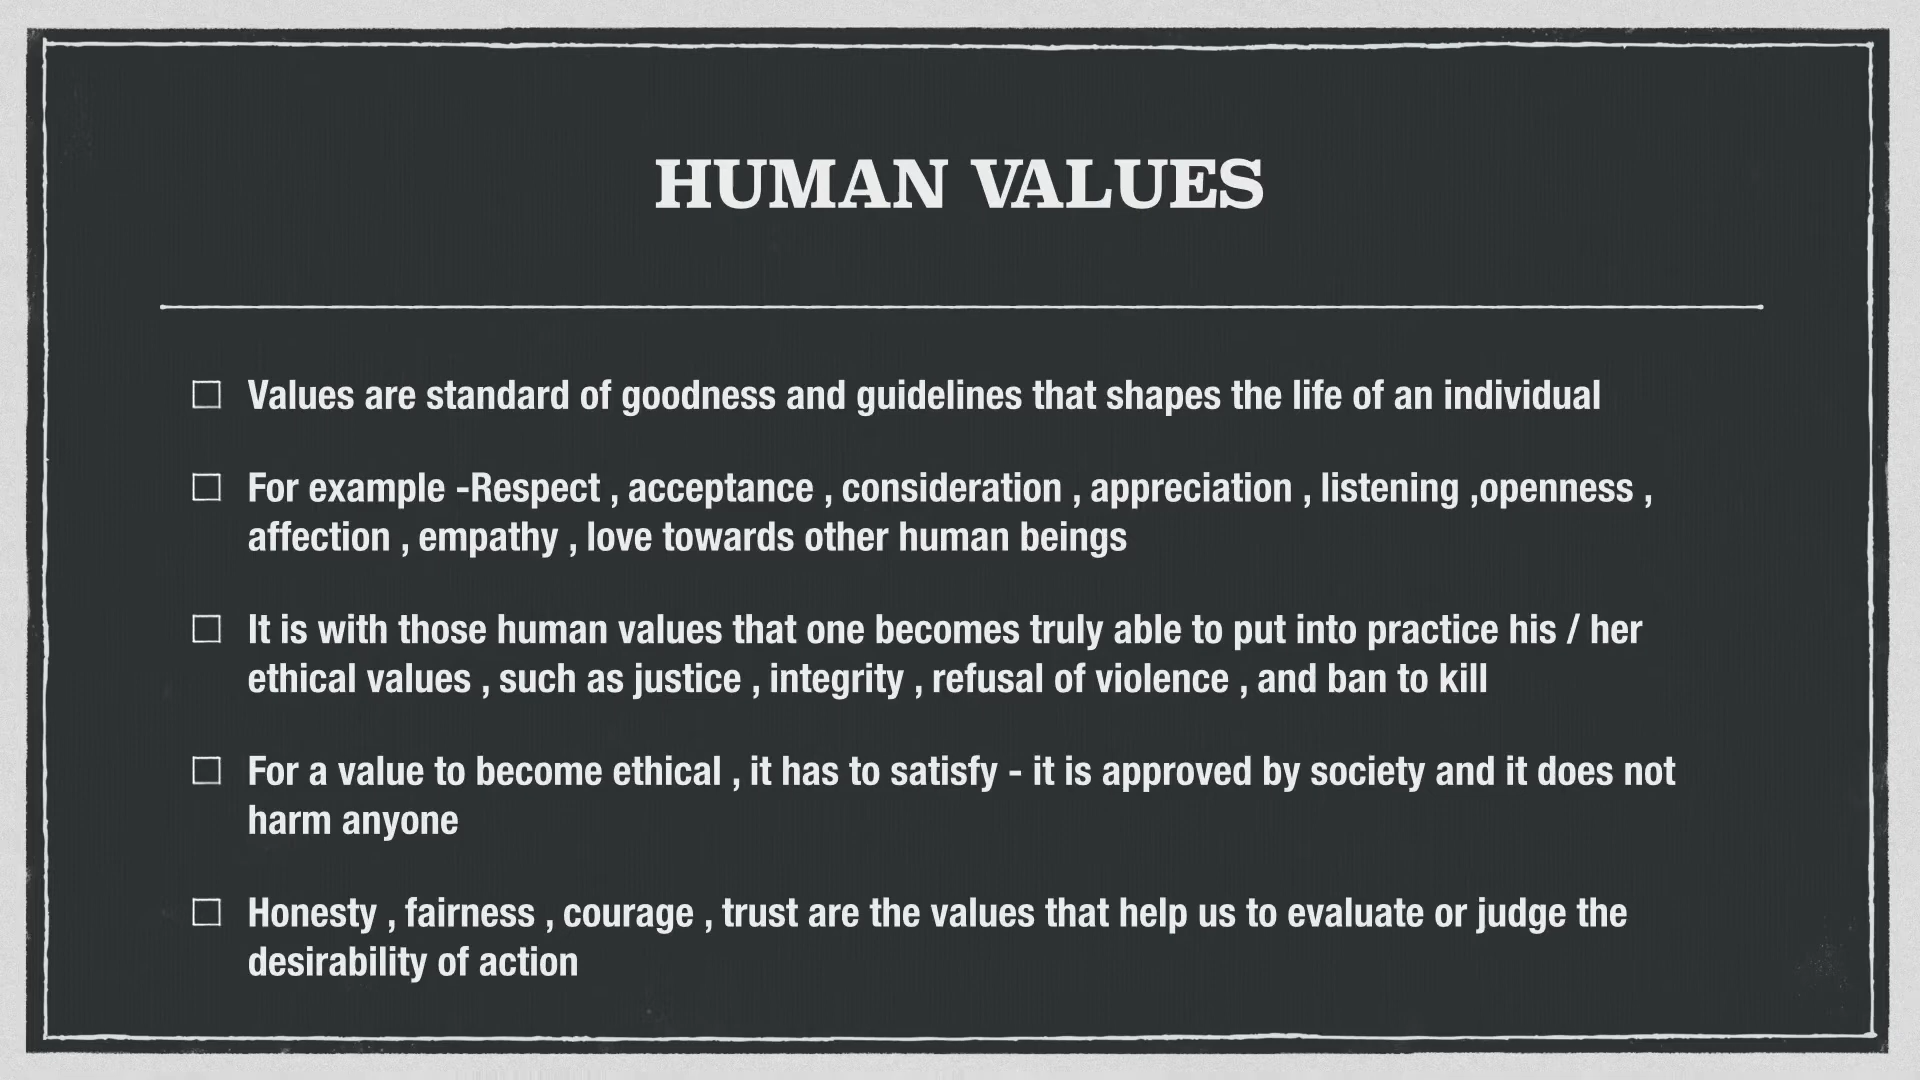 HUMAN VALUES
Values are standard of goodness and guidelines that shapes the life of an individual
For example -Respect , acceptance , consideration , appreciation , listening ,openness ,
affection , empathy , love towards other human beings
It is with those human values that one becomes truly able to put into practice his / her
ethical values , such as justice , integrity , refusal of violence , and ban to kill
For a value to become ethical , it has to satisfy - it is approved by society and it does not
harm anyone
Honesty , fairness , courage , trust are the values that help us to evaluate or judge the
desirability of action